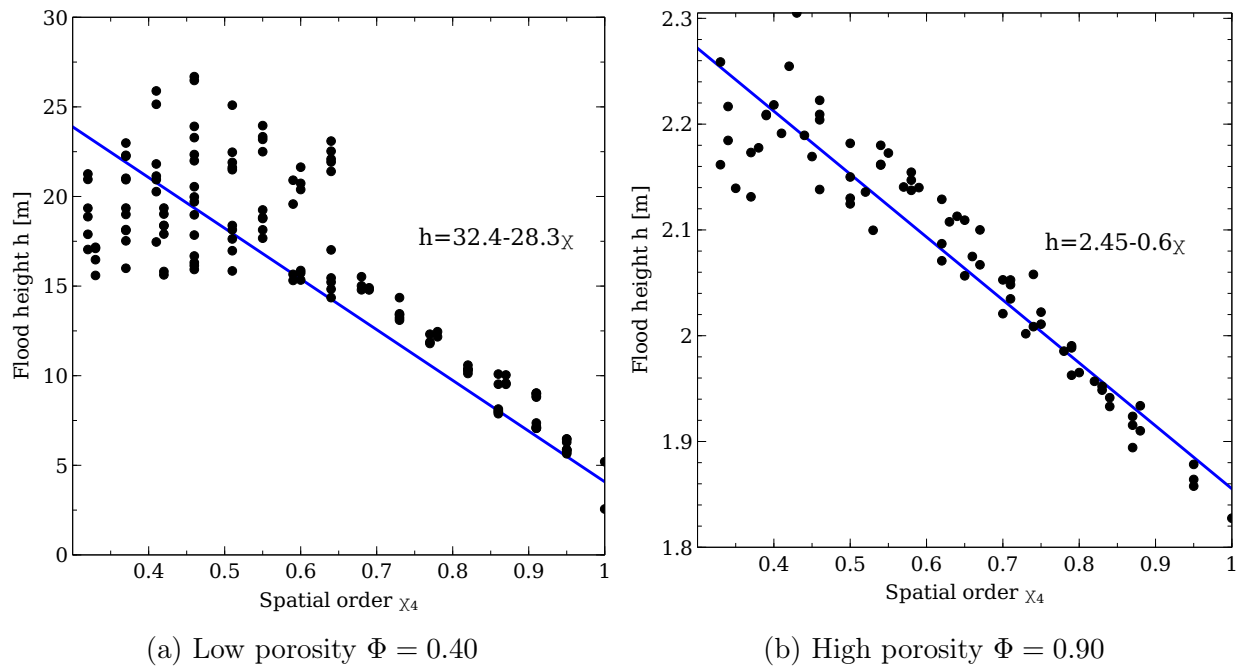 30
25
20
15
10
5
0
Flood height h [m]
h=32.4-28.3χ
0.4 0.5 0.6 0.7 0.8 0.9 1
Spatial order χ₄
(a) Low porosity Φ = 0.40
2.3
2.2
2.1
2
1.9
1.8
Flood height h [m]
h=2.45-0.6χ
0.4 0.5 0.6 0.7 0.8 0.9 1
Spatial order χ₄
(b) High porosity Φ = 0.90